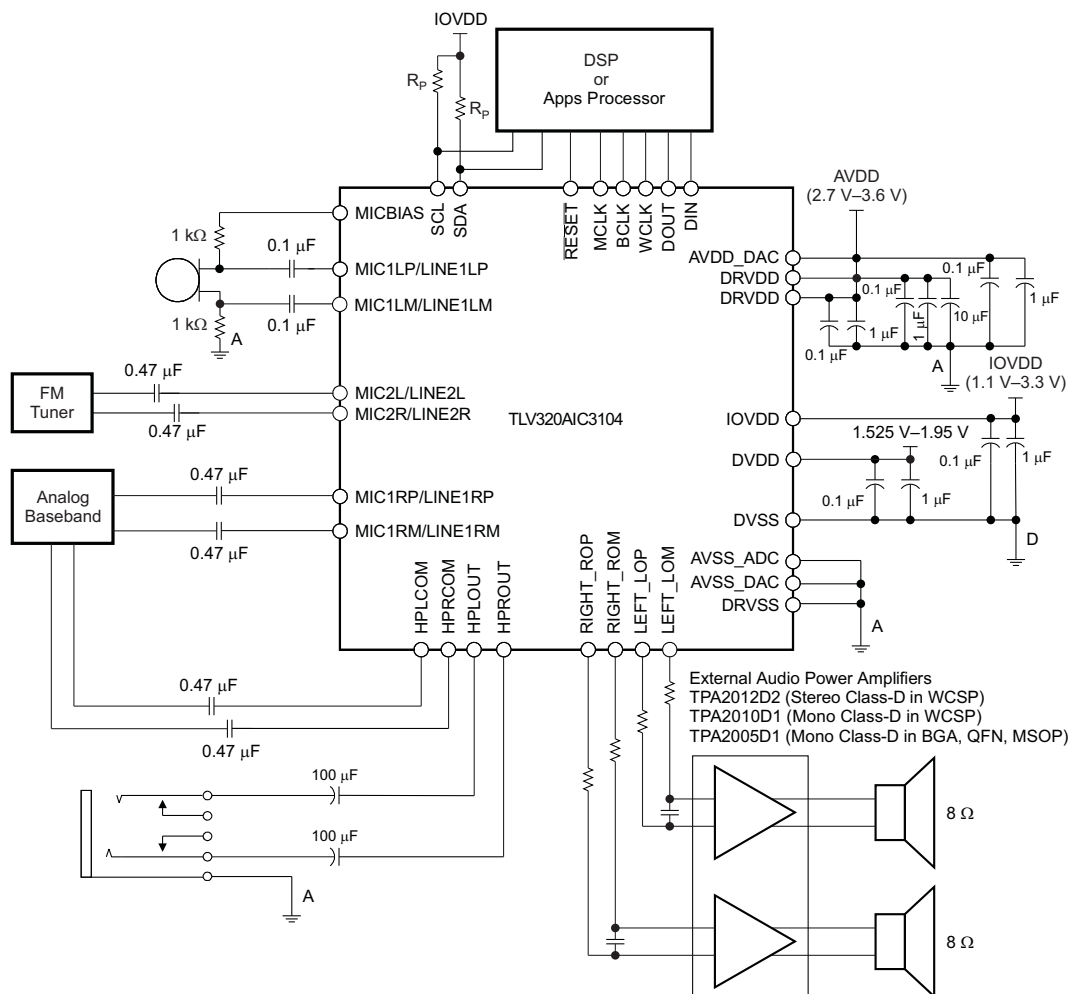 IOVDD
R_P
R_P
DSP
or
Apps Processor
SCL
SDA
RESET
MCLK
BCLK
WCLK
DOUT
DIN
AVDD
(2.7 V–3.6 V)
MICBIAS
1 kΩ
0.1 μF
MIC1LP/LINE1LP
MIC1LM/LINE1LM
1 kΩ
0.1 μF
A
AVDD_DAC
DRVDD
DRVDD
0.1 μF
1 μF
0.1 μF
1 μF
10 μF
0.1 μF
1 μF
A
FM
Tuner
0.47 μF
0.47 μF
MIC2L/LINE2L
MIC2R/LINE2R
TLV320AIC3104
IOVDD
(1.1 V–3.3 V)
IOVDD
1.525 V–1.95 V
DVDD
0.1 μF
1 μF
0.1 μF
1 μF
DVSS
D
Analog
Baseband
0.47 μF
0.47 μF
MIC1RP/LINE1RP
MIC1RM/LINE1RM
AVSS_ADC
AVSS_DAC
DRVSS
A
HPLCOM
HPRCOM
HPLOUT
HPROUT
RIGHT_ROP
RIGHT_ROM
LEFT_LOP
LEFT_LOM
0.47 μF
0.47 μF
External Audio Power Amplifiers
TPA2012D2 (Stereo Class-D in WCSP)
TPA2010D1 (Mono Class-D in WCSP)
TPA2005D1 (Mono Class-D in BGA, QFN, MSOP)
100 μF
100 μF
A
8 Ω
8 Ω